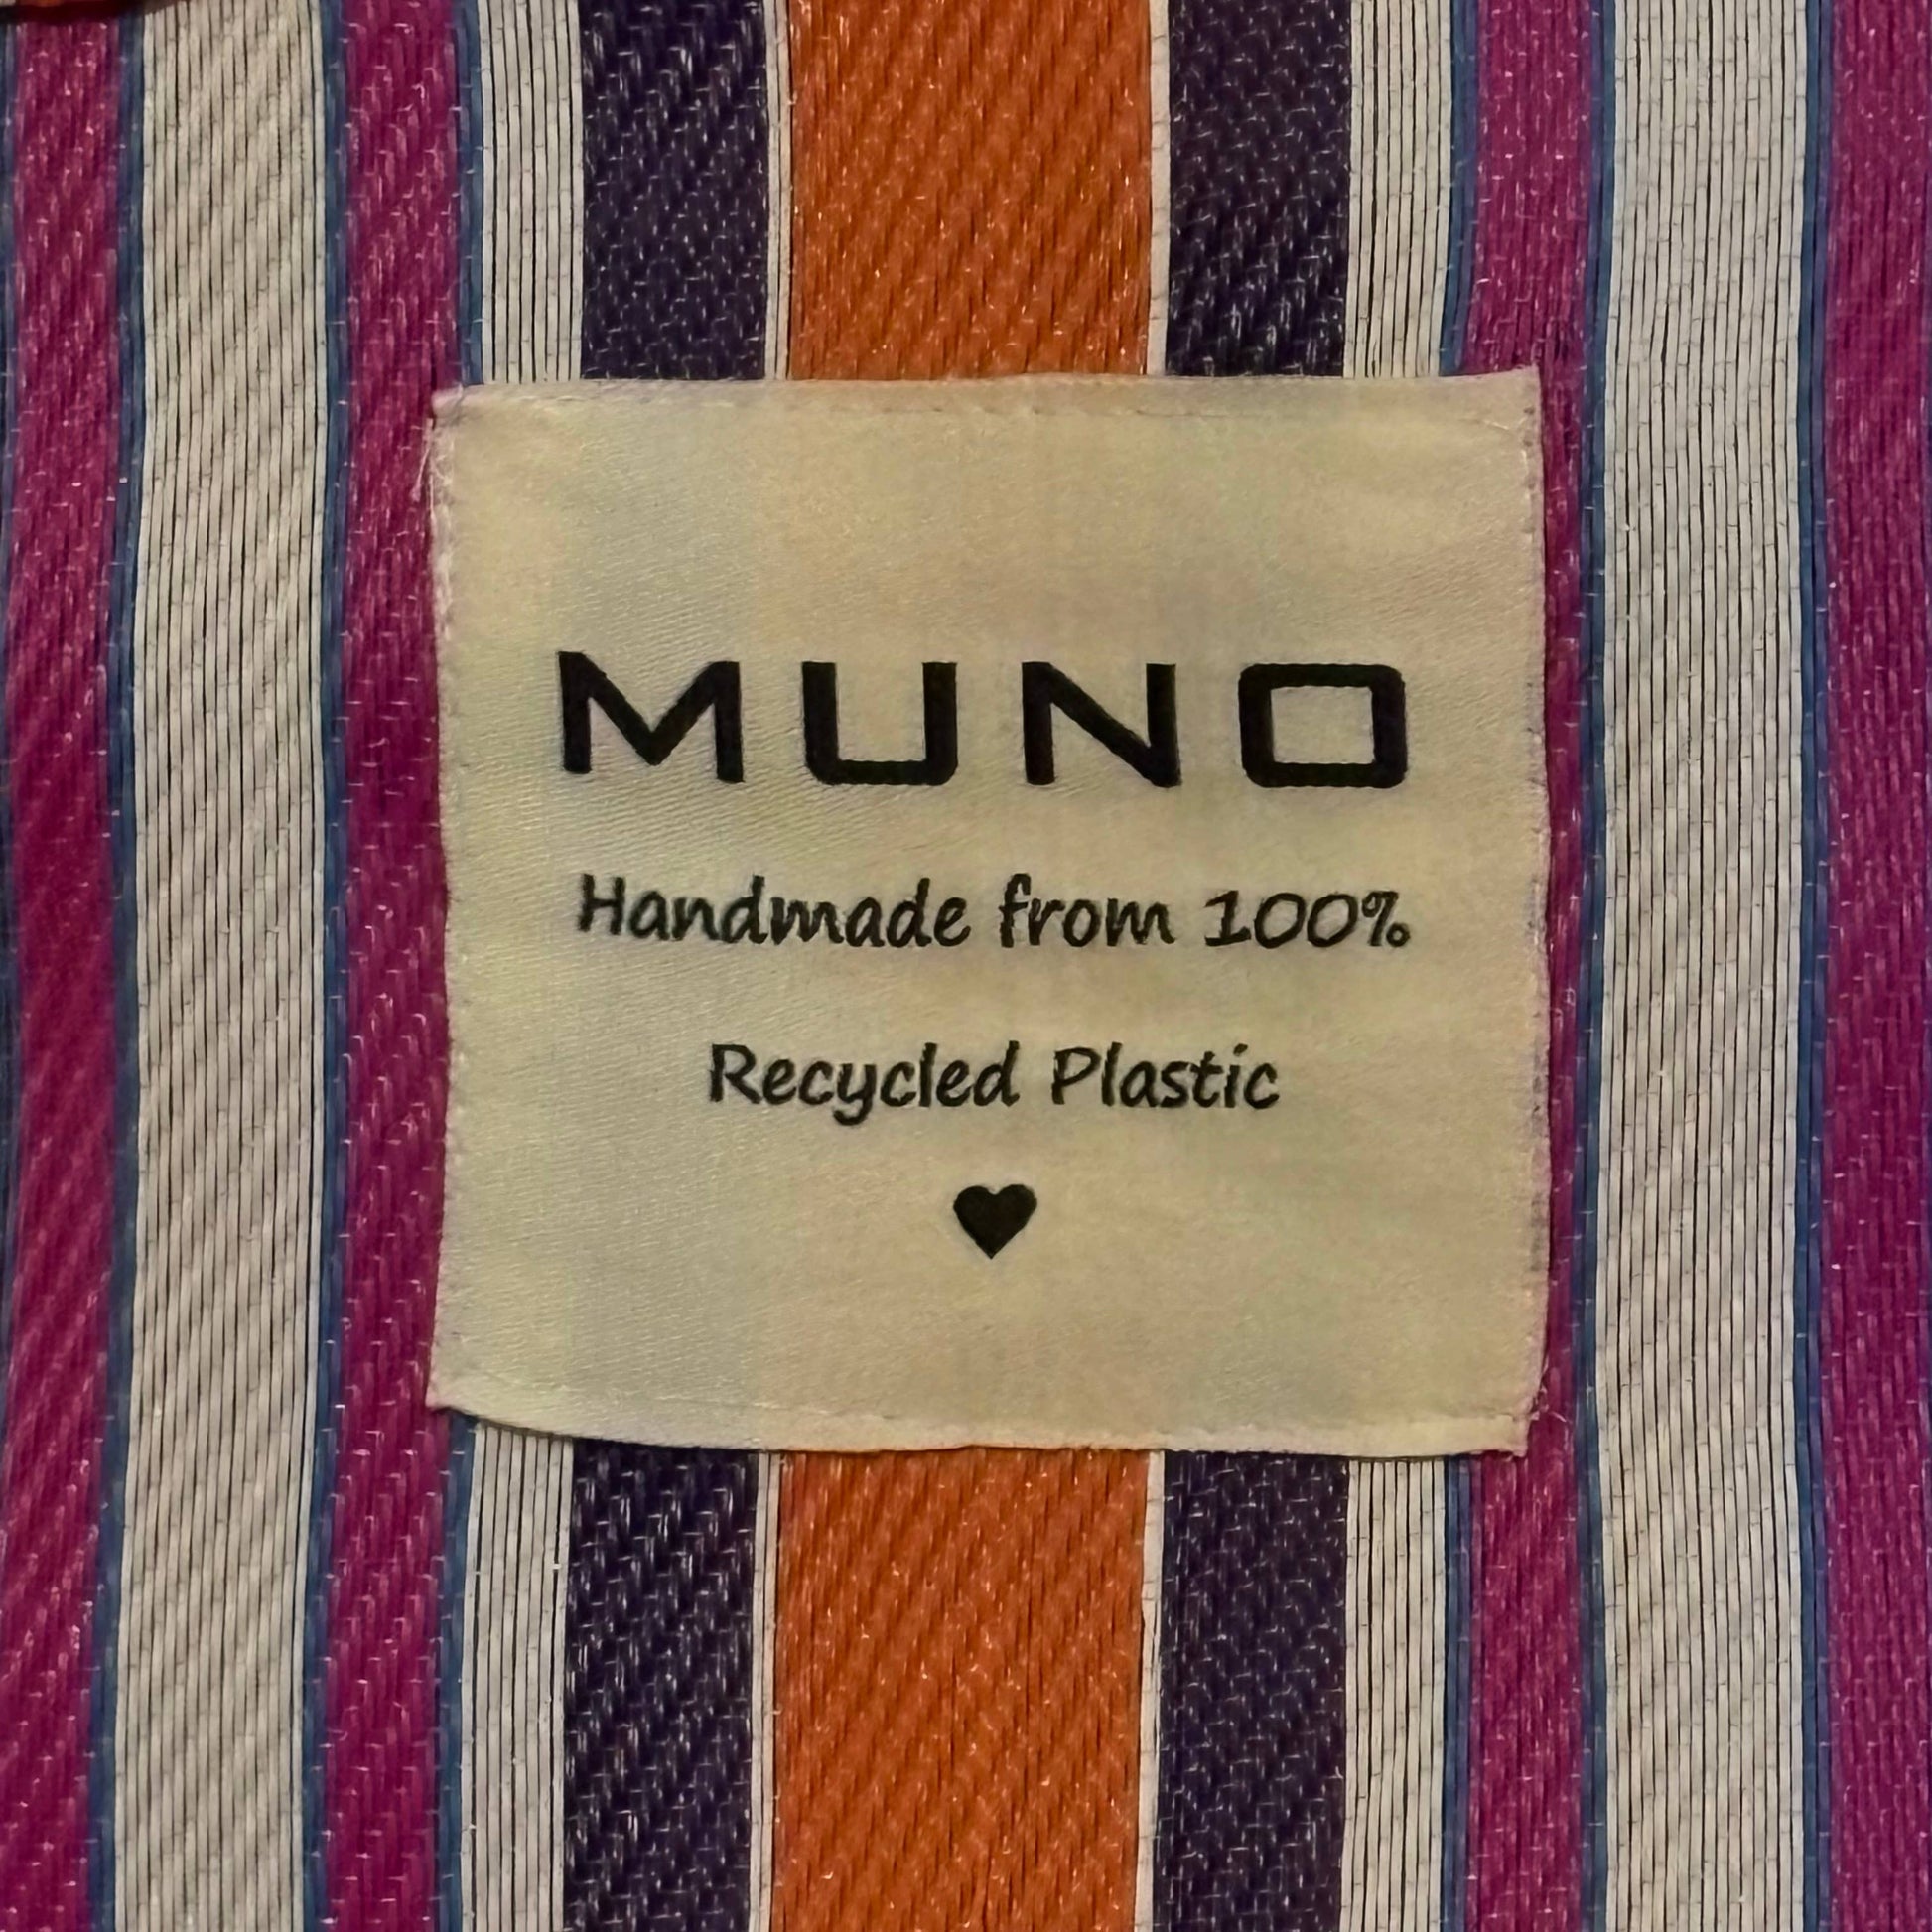 MUNO
Handmade from 100%
Recycled Plastic